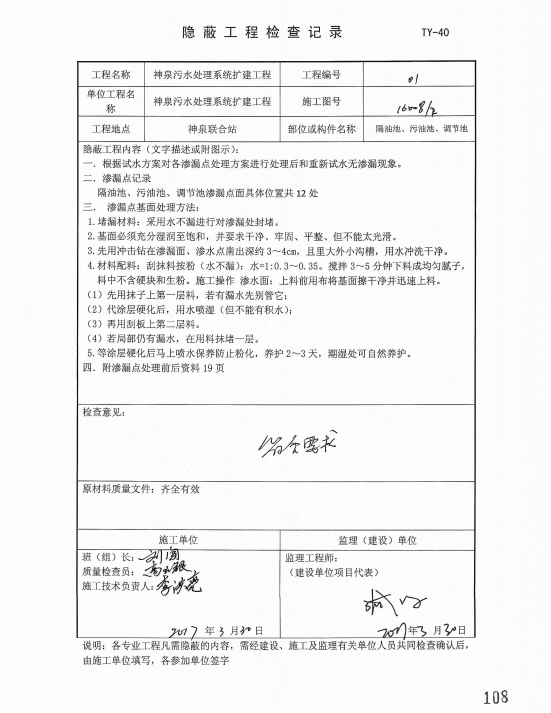 隐蔽工程检查记录 TY-40
工程名称 神泉污水处理系统扩建工程 工程编号 01
单位工程名称 神泉污水处理系统扩建工程 施工图号
工程地点 神泉联合站 部位或构件名称 隔油池、污油池、调节池
隐蔽工程内容（文字描述或附图示）：
一．根据试水方案对各渗漏点处理方案进行处理后和重新试水无渗漏现象。
二．渗漏点记录
隔油池、污油池、调节池渗漏点面具体位置共 12 处
三． 渗漏点基面处理方法：
1.堵漏材料：采用水不漏进行对渗漏处封堵。
2.基面必须充分湿润至饱和，并要求干净、牢固、平整、但不能太光滑。
3.先用冲击钻在渗漏面、渗水点凿出深约 3～4cm，且里大外小沟槽，用水冲洗干净。
4.材料配料：刮抹料按粉（水不漏）：水=1:0.3～0.35。搅拌 3～5 分钟下料成均匀腻子，
料中不含硬块和生粉。施工操作 渗水面：上料前用布将基面擦干净并迅速上料。
（1）先用抹子上第一层料，若有漏水先别管它；
（2）代涂层硬化后，用水喷湿（但不能有积水）；
（3）再用刮板上第二层料。
（4）若局部仍有漏水，在用料抹堵一层。
5.等涂层硬化后马上喷水保养防止粉化，养护 2～3 天，潮湿处可自然养护。
四．附渗漏点处理前后资料 19 页
检查意见：
符合要求
原材料质量文件：齐全有效
施工单位 监理（建设）单位
班（组）长： 监理工程师：
质量检查员： （建设单位项目代表）
施工技术负责人：
2017 年 3 月 30 日 2017 年 3 月 30 日
说明：各专业工程凡需隐蔽的内容，需经建设、施工及监理有关单位人员共同检查确认后，
由施工单位填写，各参加单位签字
108